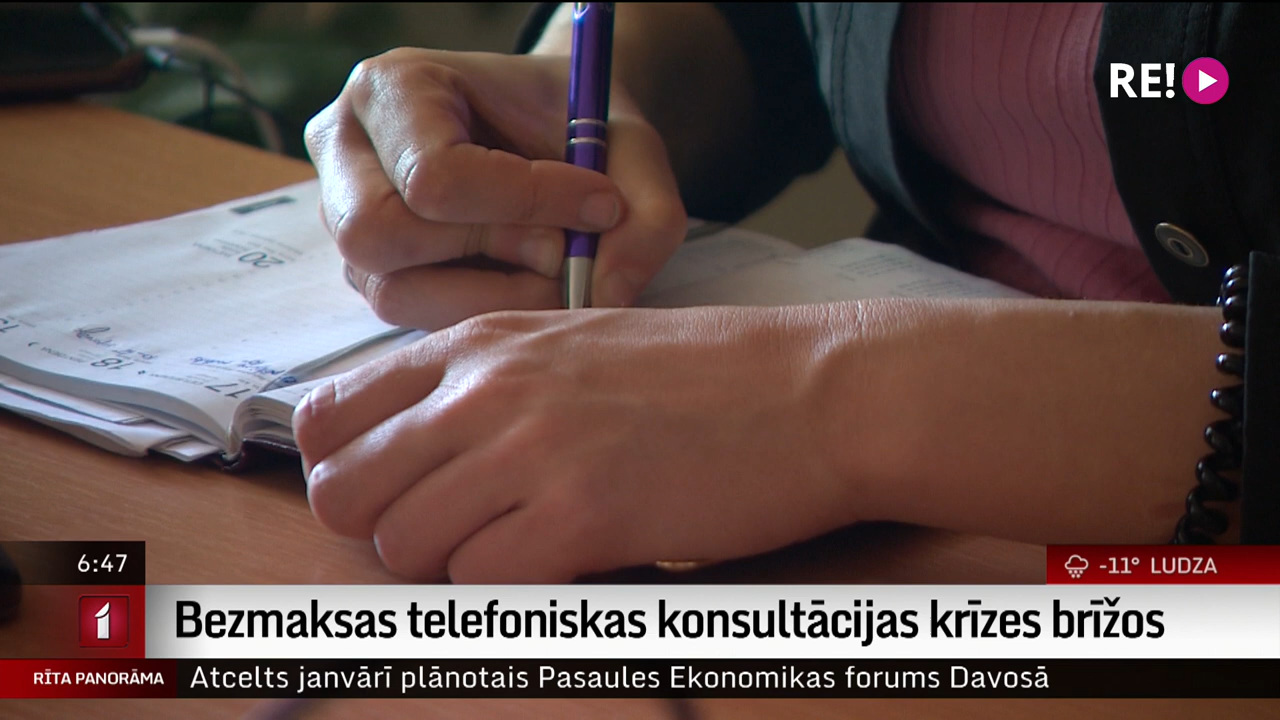 RE!
20
19
18
17
6:47
-11° LUDZA
1
Bezmaksas telefoniskas konsultācijas krīzes brīžos
RĪTA PANORĀMA
Atcelts janvārī plānotais Pasaules Ekonomikas forums Davosā